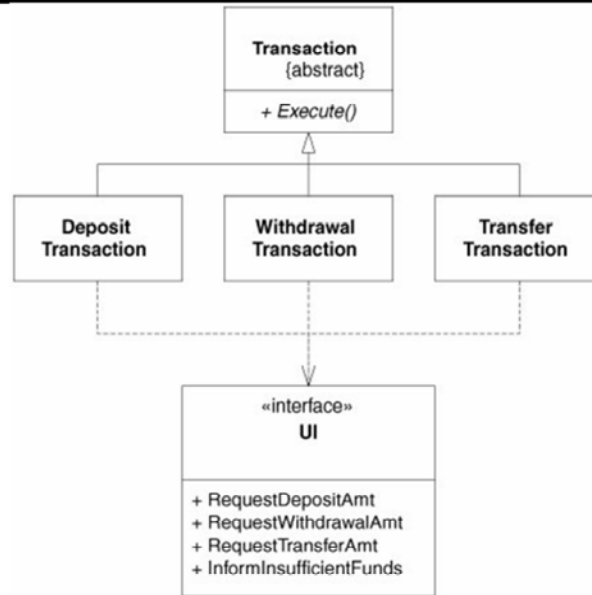 Transaction
{abstract}
+ Execute()
Deposit
Transaction
Withdrawal
Transaction
Transfer
Transaction
«interface»
UI
+ RequestDepositAmt
+ RequestWithdrawalAmt
+ RequestTransferAmt
+ InformInsufficientFunds